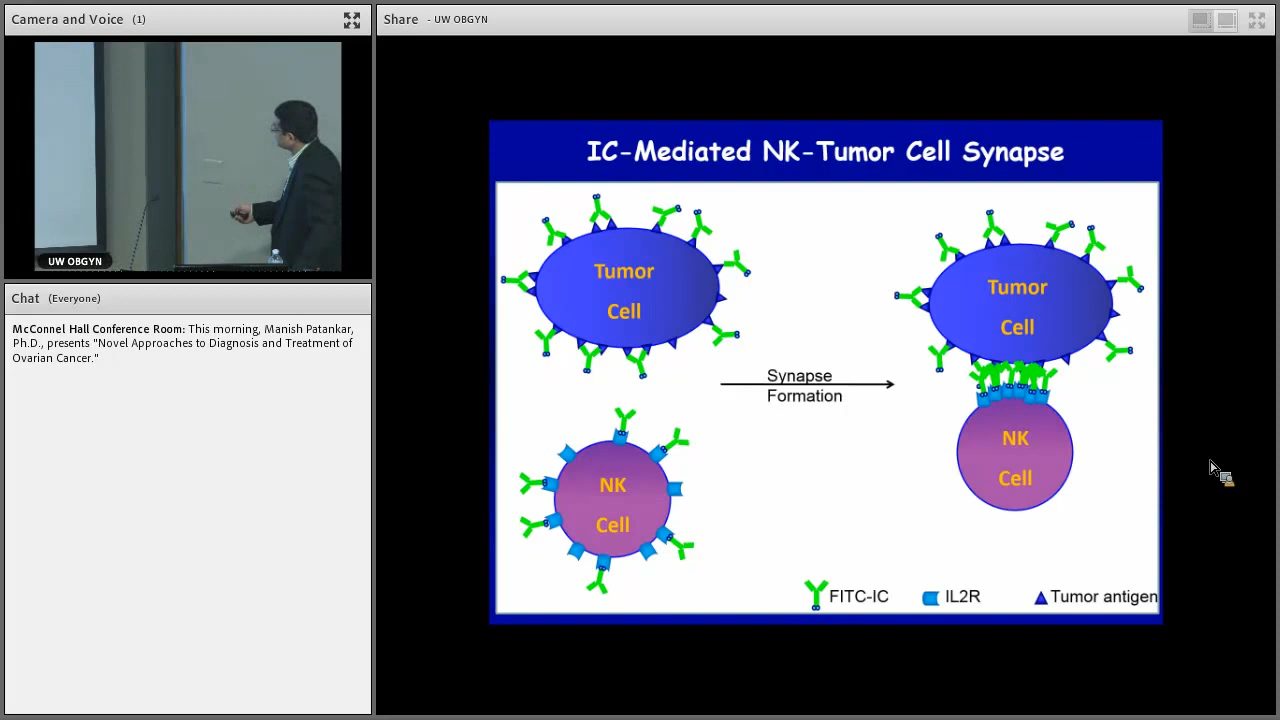 Camera and Voice (1)
Share - UW OBGYN
UW OBGYN
Chat (Everyone)
McConnel Hall Conference Room: This morning, Manish Patankar,
Ph.D., presents "Novel Approaches to Diagnosis and Treatment of
Ovarian Cancer."
IC-Mediated NK-Tumor Cell Synapse
Tumor
Cell
Tumor
Cell
Synapse
Formation
NK
Cell
NK
Cell
FITC-IC
IL2R
Tumor antigen